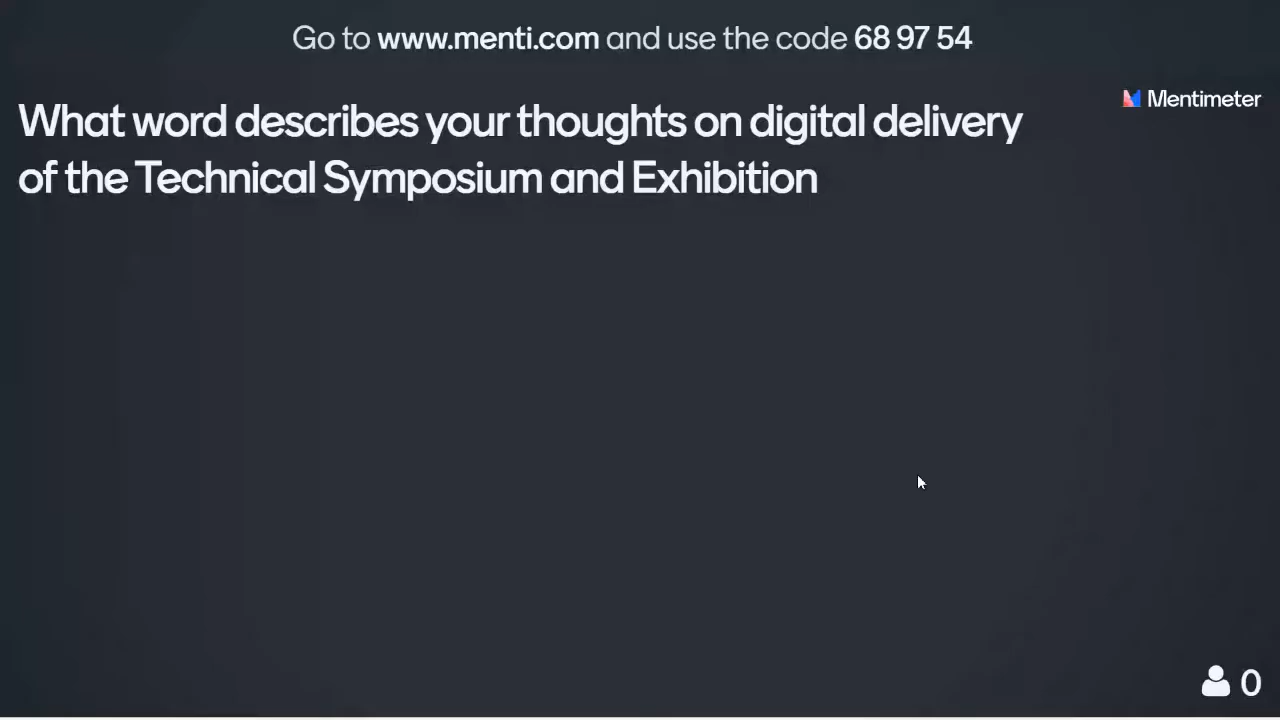 Go to www.menti.com and use the code 68 97 54
Mentimeter
What word describes your thoughts on digital delivery
of the Technical Symposium and Exhibition
0